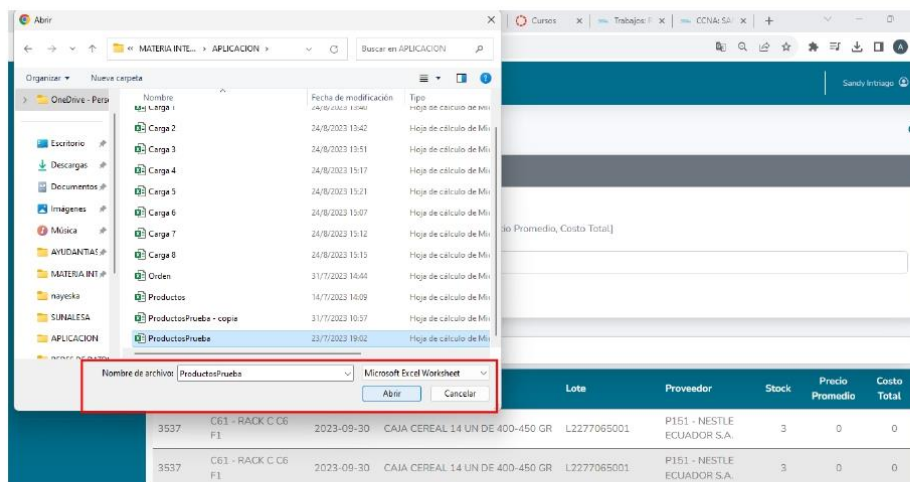 Abrir
Cursos
Trabajos: F
CCNA: SA
MATERIA INTE... > APLICACION >
Buscar en APLICACION
Organizar
Nueva carpeta
Sandy Intriago
OneDrive - Pers
Nombre
Fecha de modificación
Tipo
Carga 1 24/8/2023 13:40 Hoja de cálculo de Mi
Escritorio
Carga 2 24/8/2023 13:42 Hoja de cálculo de Mi
Descargas
Carga 3 24/8/2023 13:51 Hoja de cálculo de Mi
Documentos
Carga 4 24/8/2023 15:17 Hoja de cálculo de Mi
Imágenes
Carga 5 24/8/2023 15:21 Hoja de cálculo de Mi
Carga 6 24/8/2023 15:07 Hoja de cálculo de Mi
Música
Carga 7 24/8/2023 15:12 Hoja de cálculo de Mi
io Promedio, Costo Total]
AYUDANTIAS
Carga 8 24/8/2023 15:15 Hoja de cálculo de Mi
MATERIA INT
Orden 31/7/2023 14:44 Hoja de cálculo de Mi
nayeska
Productos 14/7/2023 14:09 Hoja de cálculo de Mi
SUNALESA
ProductosPrueba - copia 31/7/2023 10:57 Hoja de cálculo de Mi
APLICACION
ProductosPrueba 23/7/2023 19:02 Hoja de cálculo de Mi
Nombre de archivo: ProductosPrueba
Microsoft Excel Worksheet
Abrir
Cancelar
Lote Proveedor Stock Precio Promedio Costo Total
3537 C61 - RACK C C6 F1 2023-09-30 CAJA CEREAL 14 UN DE 400-450 GR L2277065001 P151 - NESTLE ECUADOR S.A. 3 0 0
3537 C61 - RACK C C6 F1 2023-09-30 CAJA CEREAL 14 UN DE 400-450 GR L2277065001 P151 - NESTLE ECUADOR S.A. 3 0 0